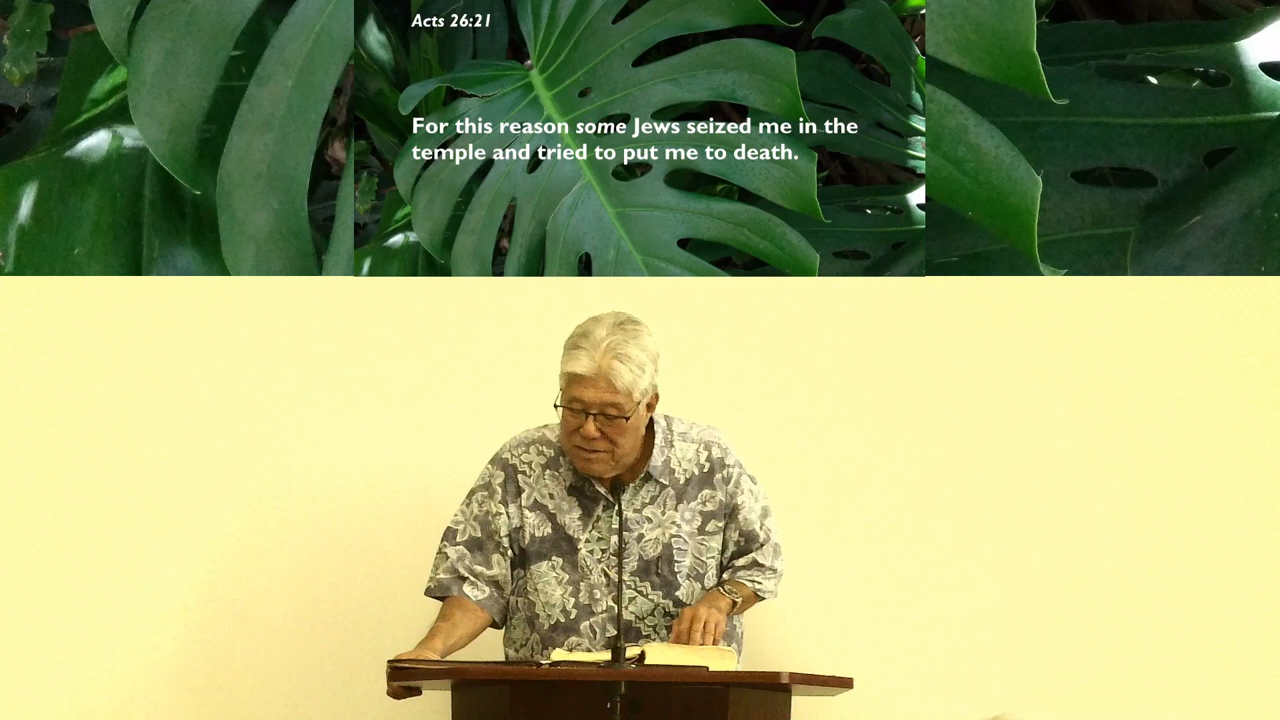 Acts 26:21
For this reason some Jews seized me in the
temple and tried to put me to death.